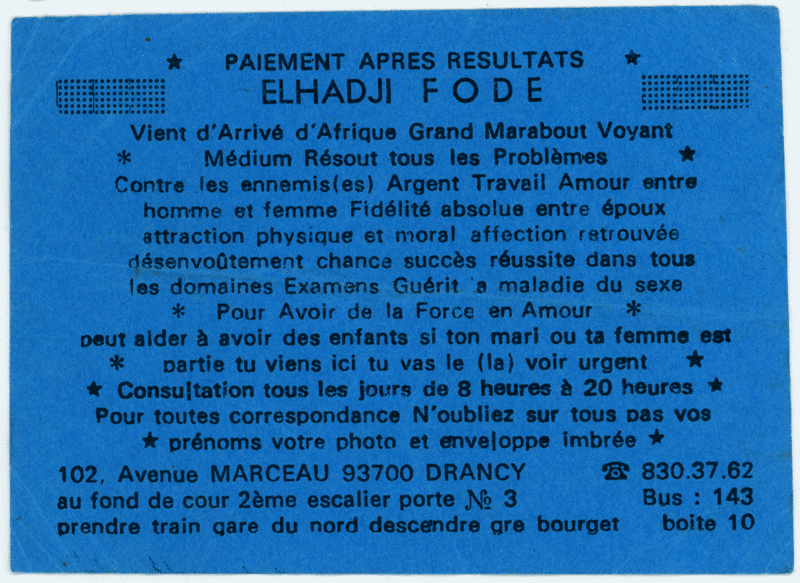 ★ PAIEMENT APRES RESULTATS ★
ELHADJI FODE
Vient d'Arrivé d'Afrique Grand Marabout Voyant
* Médium Résout tous les Problèmes ★
Contre les ennemis(es) Argent Travail Amour entre
homme et femme Fidélité absolue entre époux
attraction physique et moral affection retrouvée
désenvoûtement chance succès réussite dans tous
les domaines Examens Guérit 'a maladie du sexe
* Pour Avoir de la Force en Amour *
peut aider à avoir des enfants si ton mari ou ta femme est
* partie tu viens ici tu vas le (la) voir urgent ★
★ Consultation tous les jours de 8 heures à 20 heures ★
Pour toutes correspondance N'oubliez sur tous pas vos
★ prénoms votre photo et enveloppe imbrée ★
102, Avenue MARCEAU 93700 DRANCY ☎ 830.37.62
au fond de cour 2ème escalier porte № 3 Bus : 143
prendre train gare du nord descendre gre bourget boite 10